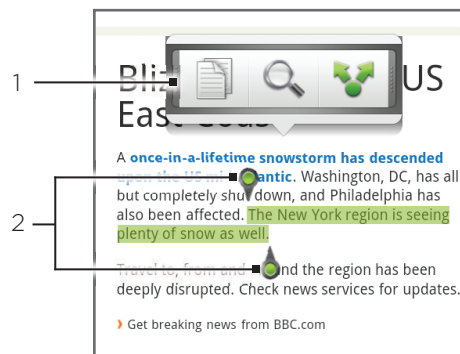 1
Bliz US
East Coas
A once-in-a-lifetime snowstorm has descended
upon the US antic. Washington, DC, has all
but completely shut down, and Philadelphia has
also been affected. The New York region is seeing
plenty of snow as well.
2
Travel to, from and nd the region has been
deeply disrupted. Check news services for updates.
Get breaking news from BBC.com